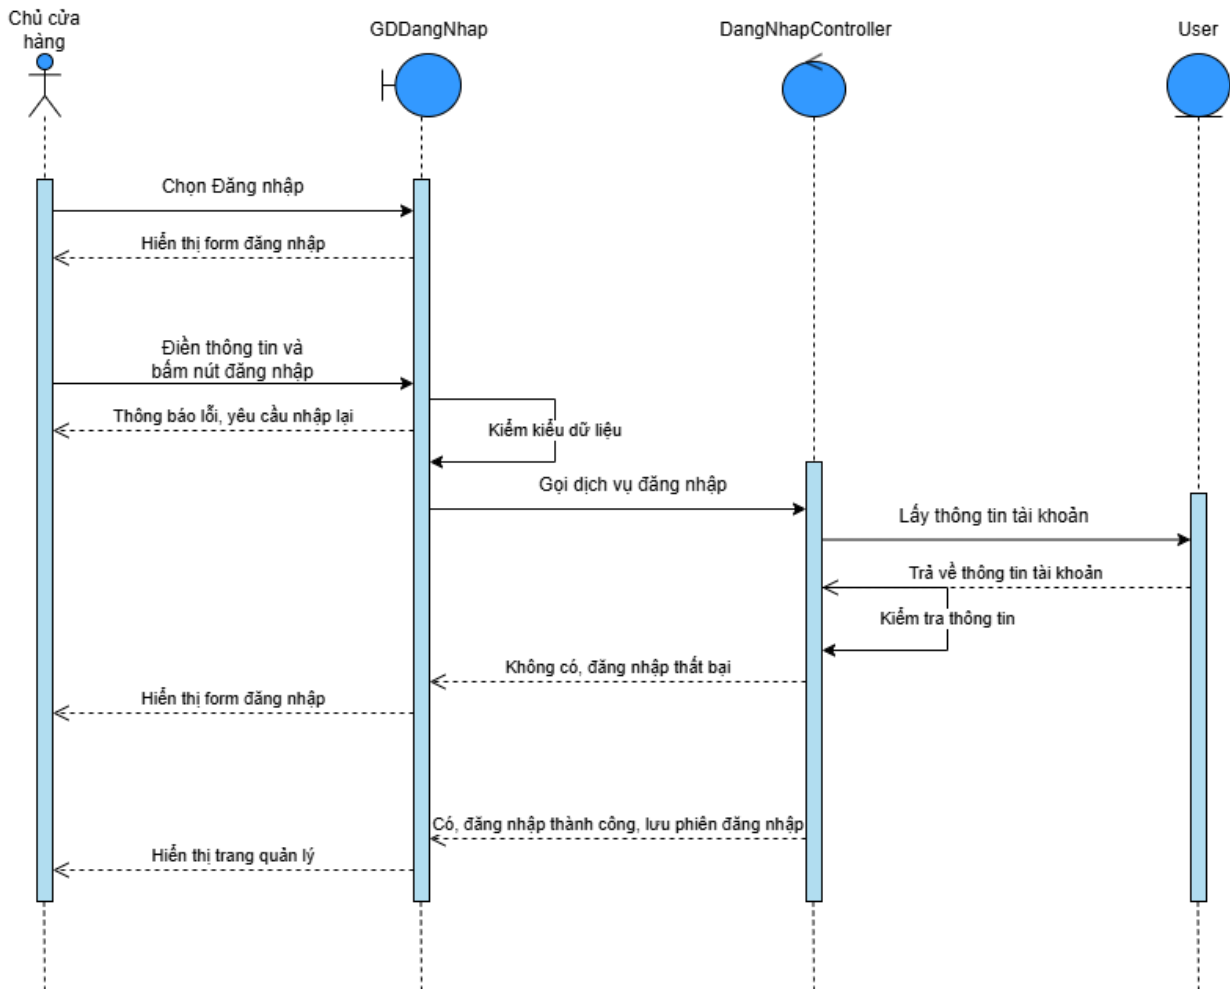 Chủ cửa
hàng
GDDangNhap
DangNhapController
User
Chọn Đăng nhập
Hiển thị form đăng nhập
Điền thông tin và
bấm nút đăng nhập
Thông báo lỗi, yêu cầu nhập lại
Kiểm kiểu dữ liệu
Gọi dịch vụ đăng nhập
Lấy thông tin tài khoản
Trả về thông tin tài khoản
Kiểm tra thông tin
Không có, đăng nhập thất bại
Hiển thị form đăng nhập
Có, đăng nhập thành công, lưu phiên đăng nhập
Hiển thị trang quản lý